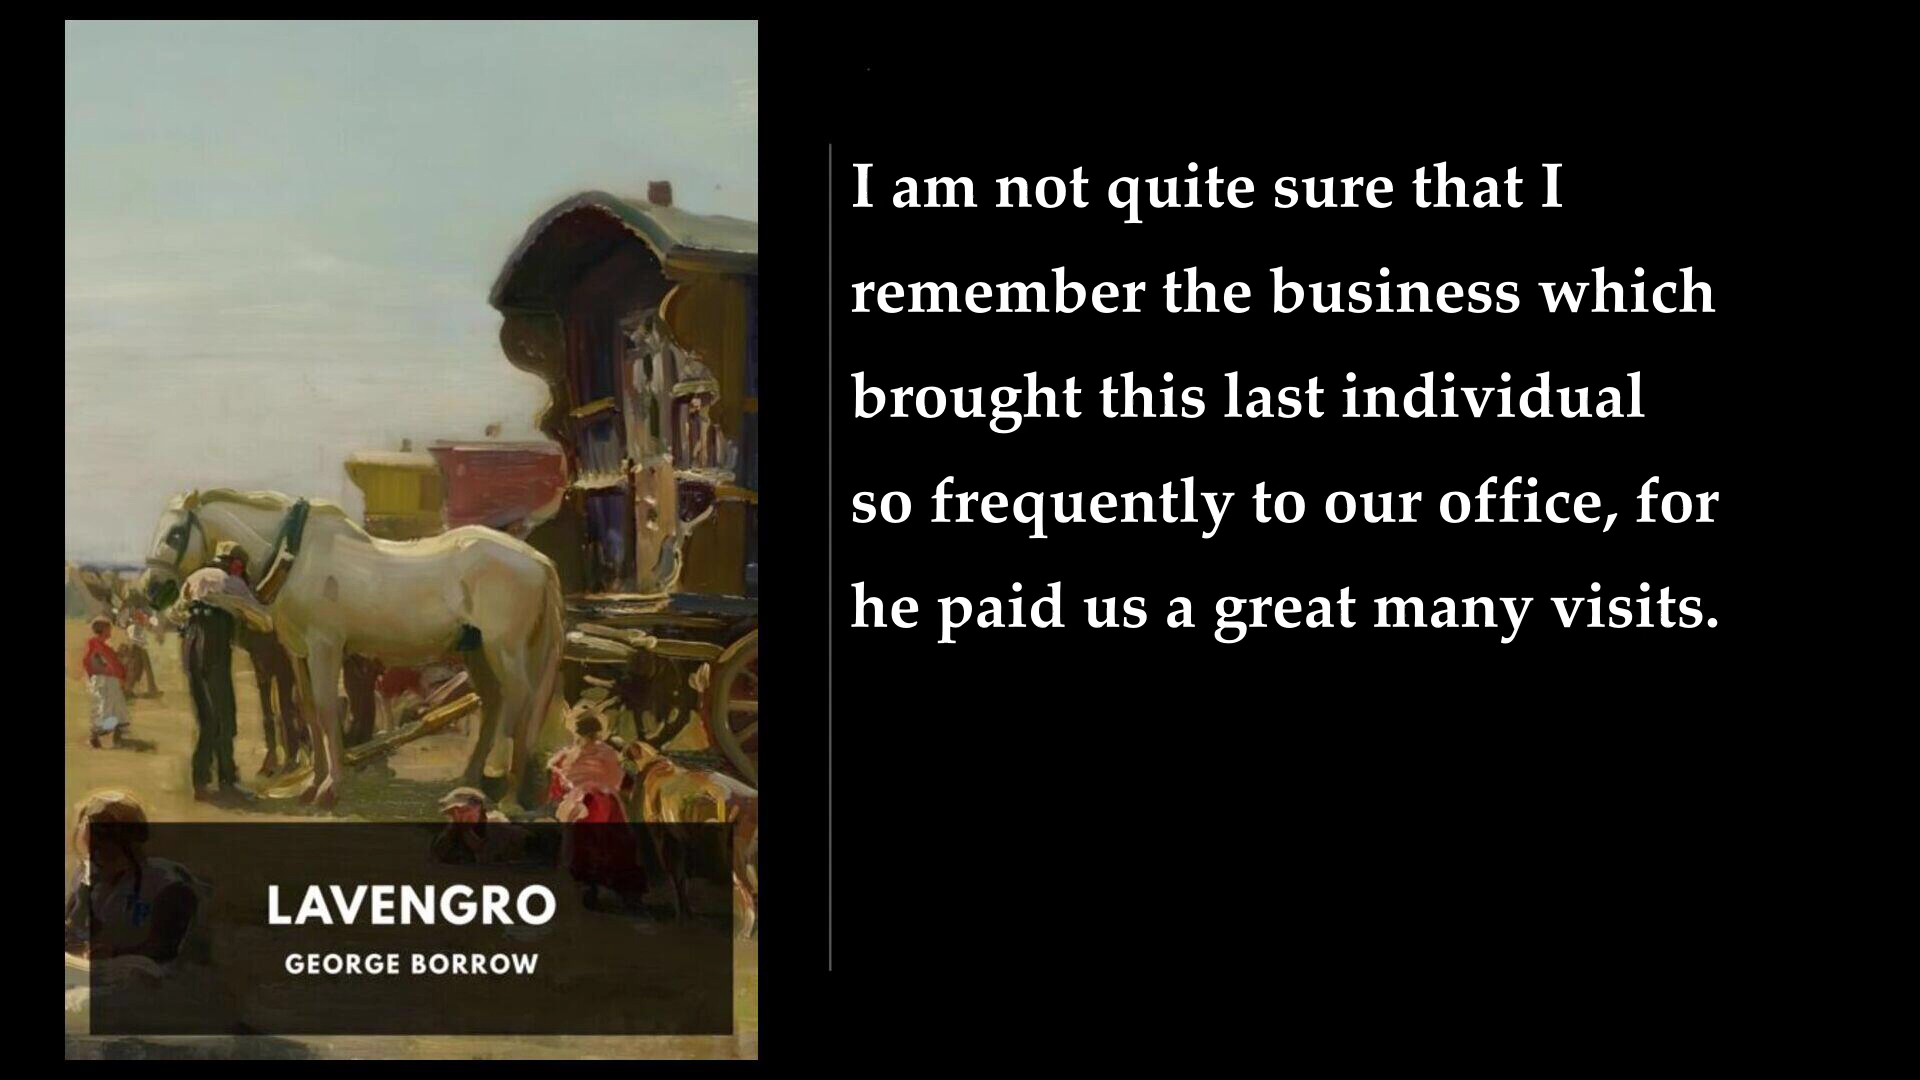 I am not quite sure that I
remember the business which
brought this last individual
so frequently to our office, for
he paid us a great many visits.
LAVENGRO
GEORGE BORROW